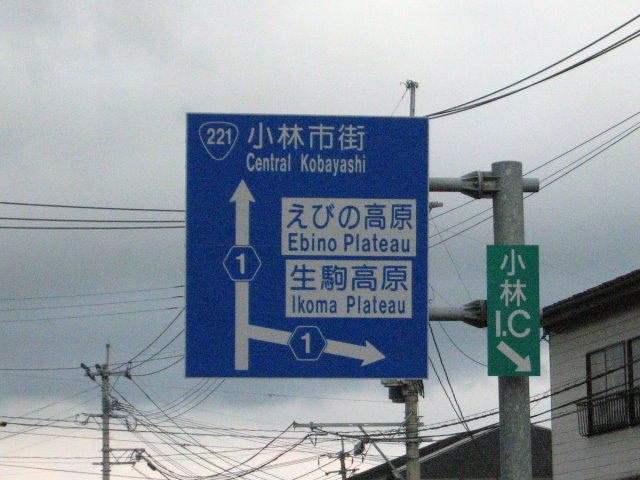 221 小林市街
Central Kobayashi
えびの高原
Ebino Plateau
生駒高原
Ikoma Plateau
1
1
小林
I.C